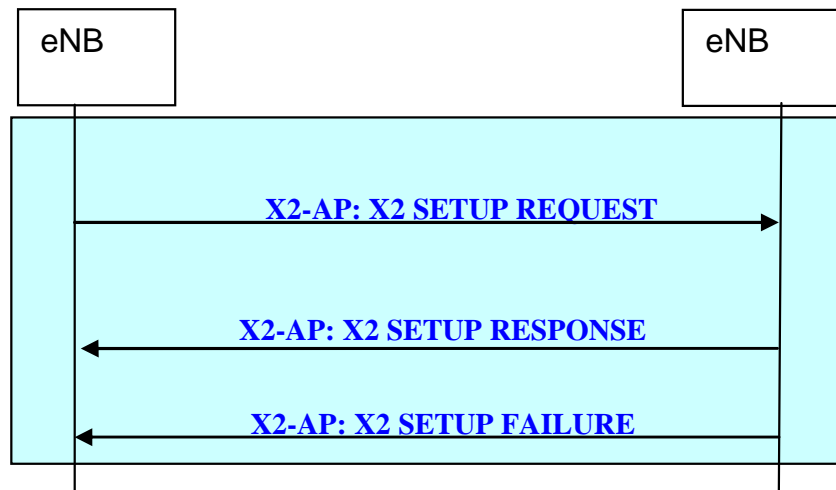 eNB
eNB
X2-AP: X2 SETUP REQUEST
X2-AP: X2 SETUP RESPONSE
X2-AP: X2 SETUP FAILURE